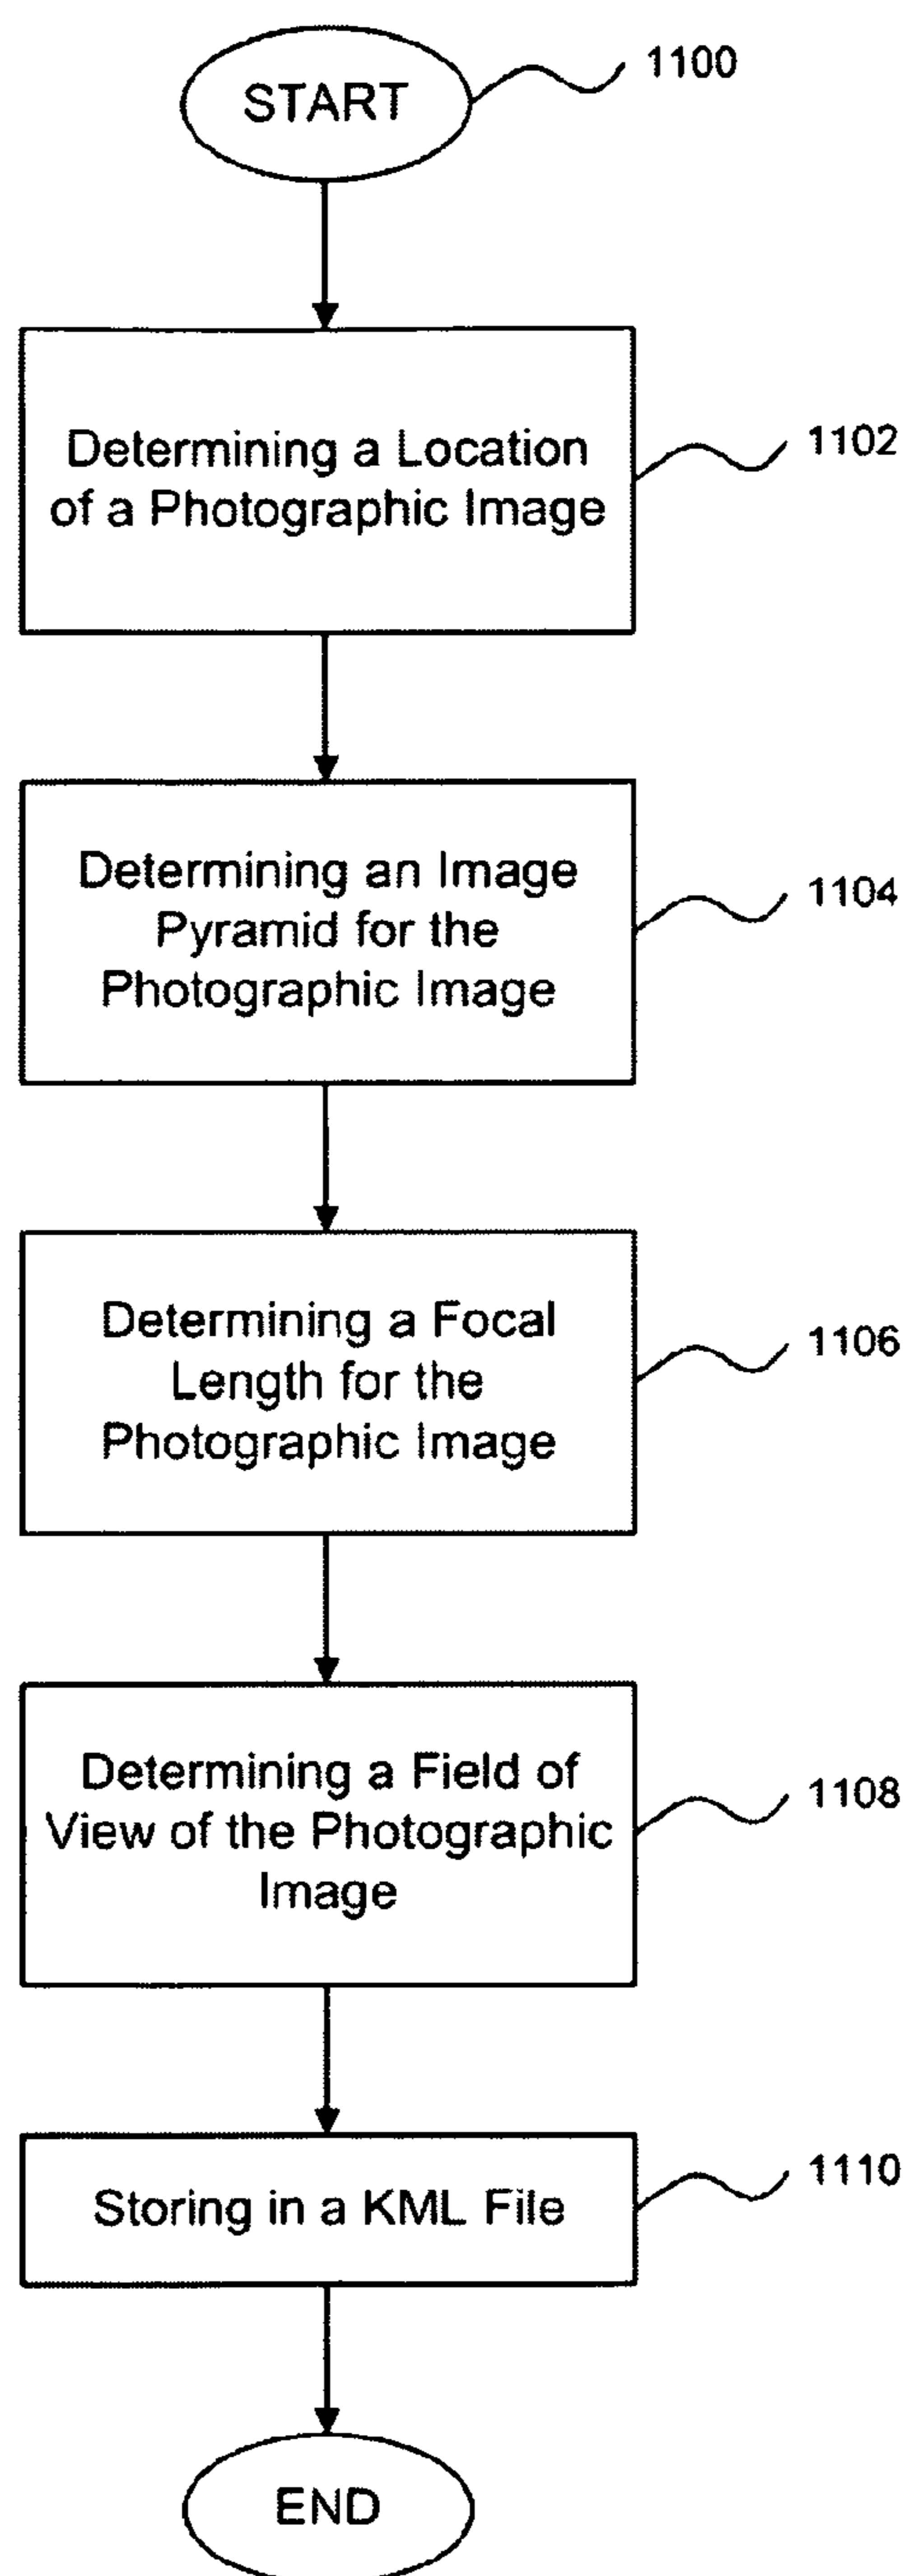 START
1100
Determining a Location
of a Photographic Image
1102
Determining an Image
Pyramid for the
Photographic Image
1104
Determining a Focal
Length for the
Photographic Image
1106
Determining a Field of
View of the Photographic
Image
1108
Storing in a KML File
1110
END